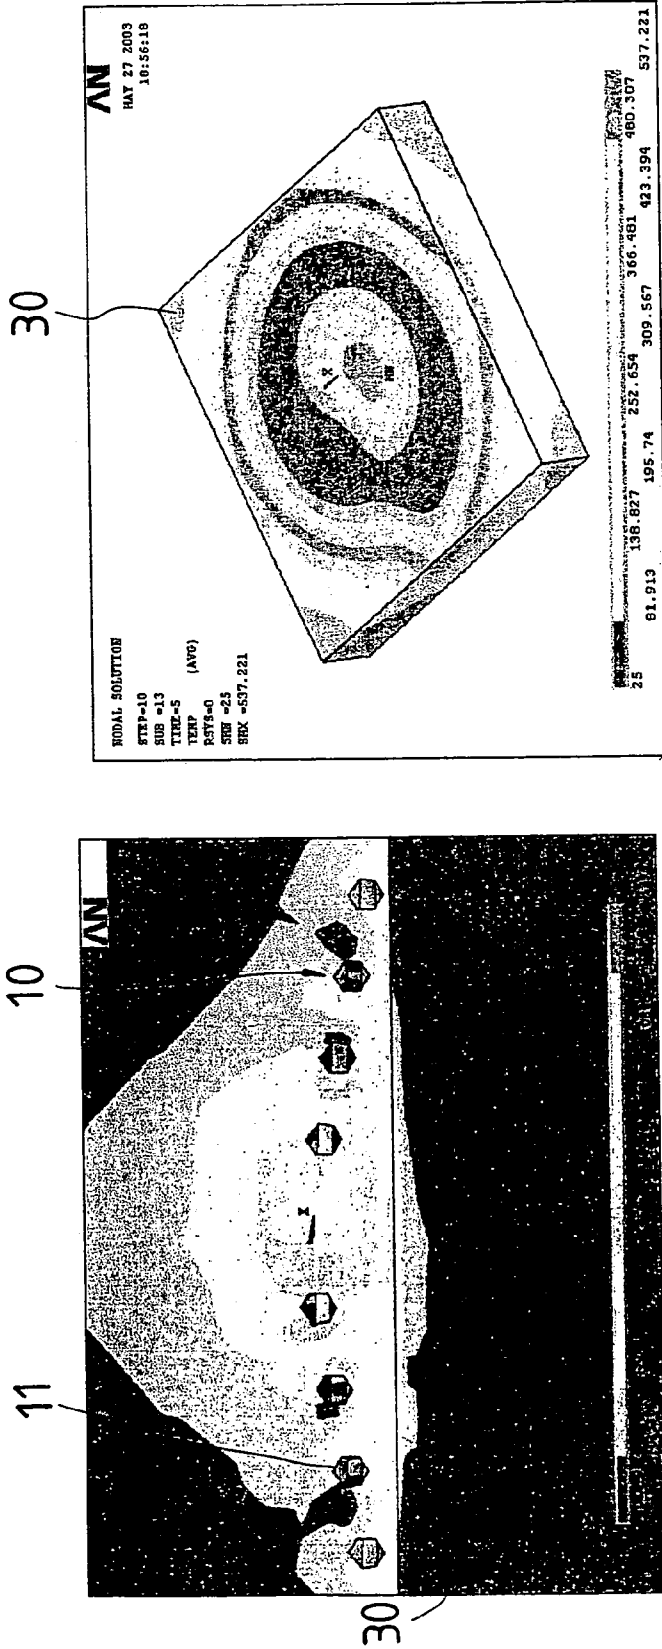 30
NODAL SOLUTION
STEP=10
SUB =13
TIME=5
TEMP (AVG)
RSYS=0
SMN =25
SMX =537.221
AN
MAY 27 2003
10:56:18
MX
25 81.913 138.827 195.74 252.654 309.567 366.481 423.394 480.307 537.221
11
10
AN
30